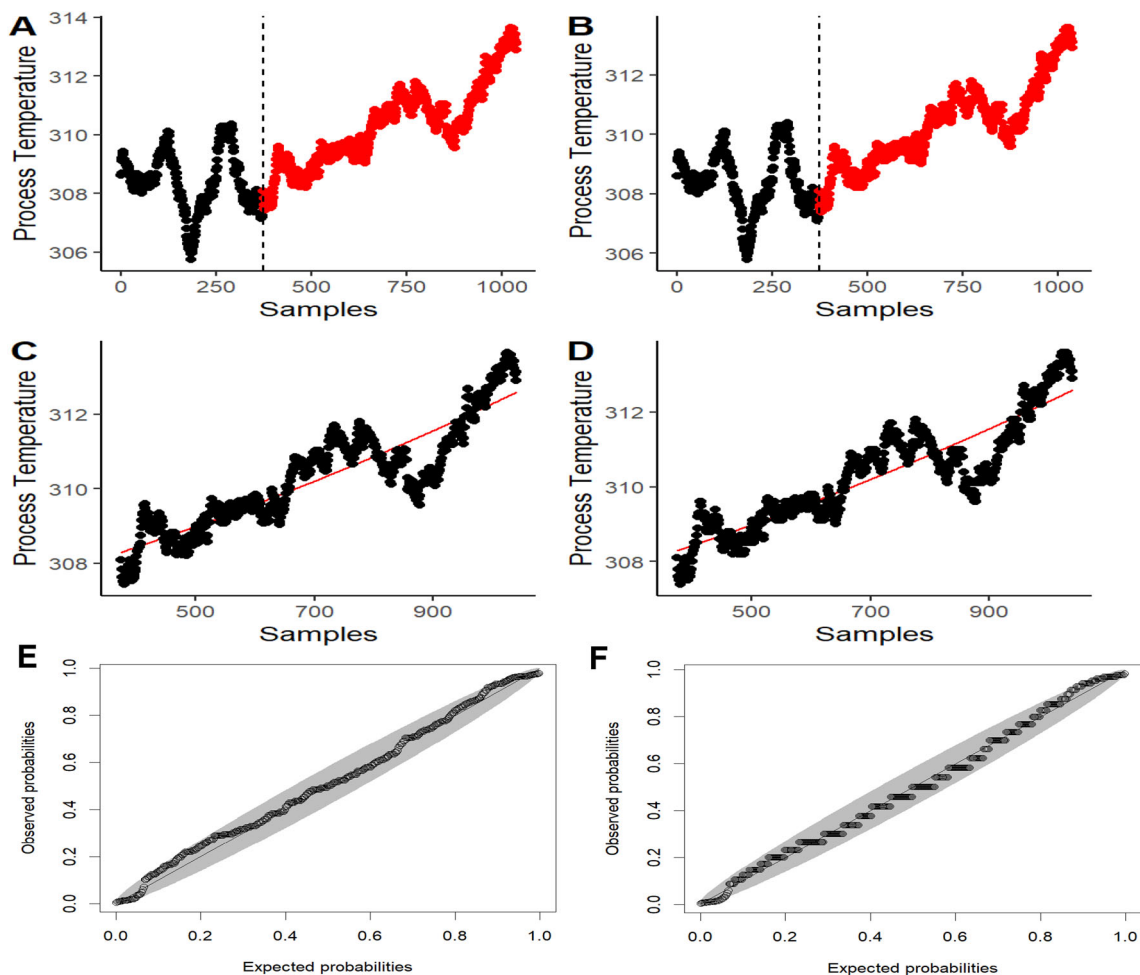 A
Process Temperature
314
312
310
308
306
0 250 500 750 1000
Samples
B
Process Temperature
312
310
308
306
0 250 500 750 1000
Samples
C
Process Temperature
312
310
308
500 700 900
Samples
D
Process Temperature
312
310
308
500 700 900
Samples
E
Observed probabilities
1.0
0.8
0.6
0.4
0.2
0.0
0.0 0.2 0.4 0.6 0.8 1.0
Expected probabilities
F
Observed probabilities
1.0
0.8
0.6
0.4
0.2
0.0
0.0 0.2 0.4 0.6 0.8 1.0
Expected probabilities